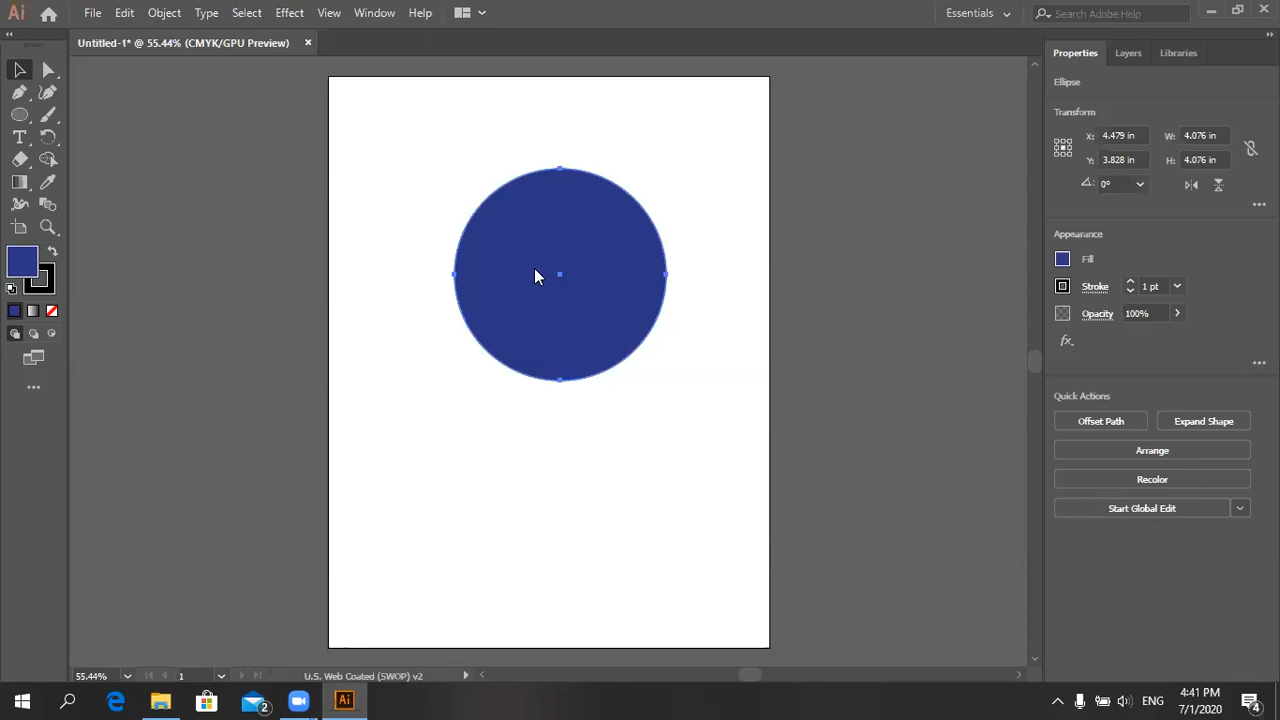 Ai File Edit Object Type Select Effect View Window Help Essentials Search Adobe Help
Untitled-1* @ 55.44% (CMYK/GPU Preview) ×
Properties Layers Libraries
Ellipse
Transform
X: 4.479 in W: 4.076 in
Y: 3.828 in H: 4.076 in
0°
Appearance
Fill
Stroke 1 pt
Opacity 100%
fx.
Quick Actions
Offset Path Expand Shape
Arrange
Recolor
Start Global Edit
55.44% 1 U.S. Web Coated (SWOP) v2
2 Ai ENG 4:41 PM
7/1/2020 4